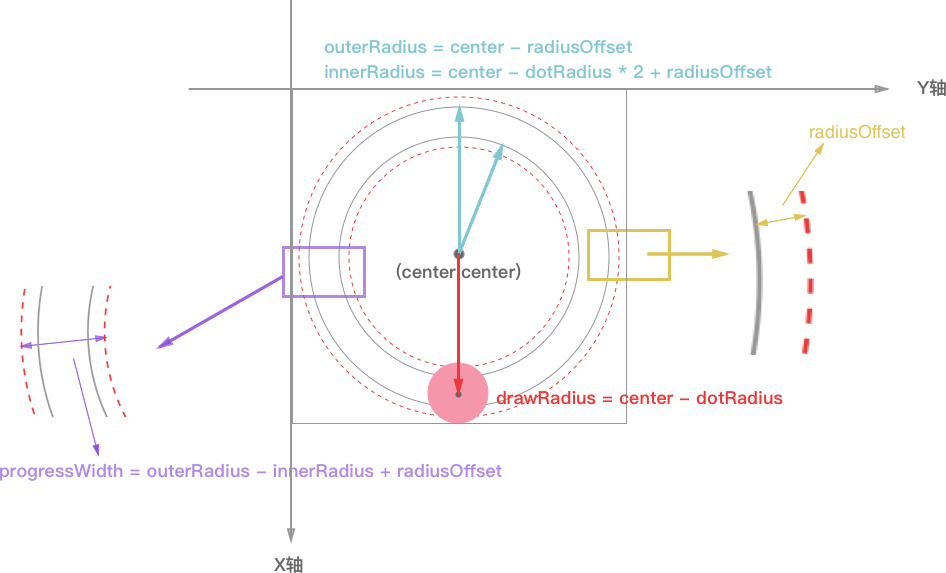 outerRadius = center - radiusOffset
innerRadius = center - dotRadius * 2 + radiusOffset
Y轴
radiusOffset
(center center)
drawRadius = center - dotRadius
progressWidth = outerRadius - innerRadius + radiusOffset
X轴